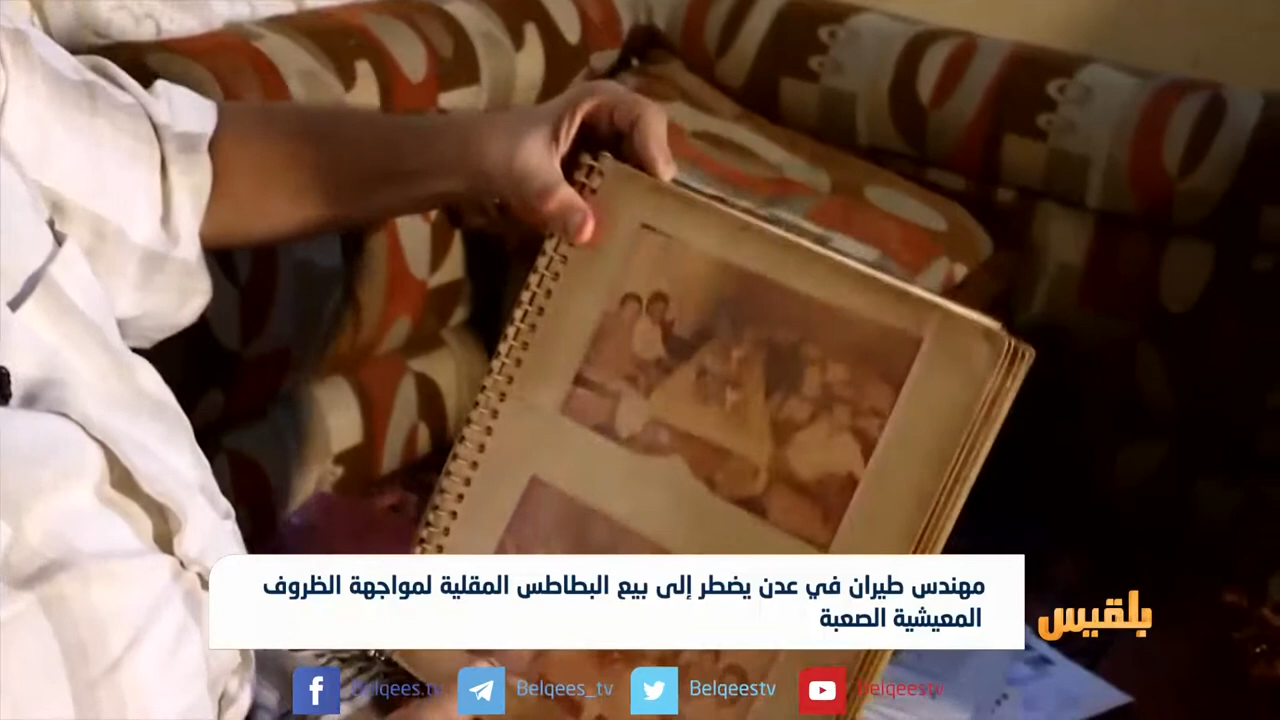 مهندس طيران في عدن يضطر إلى بيع البطاطس المقلية لمواجهة الظروف
المعيشية الصعبة
بلقيس
Belqees.tv
Belqees_tv
Belqeestv
Belqeestv